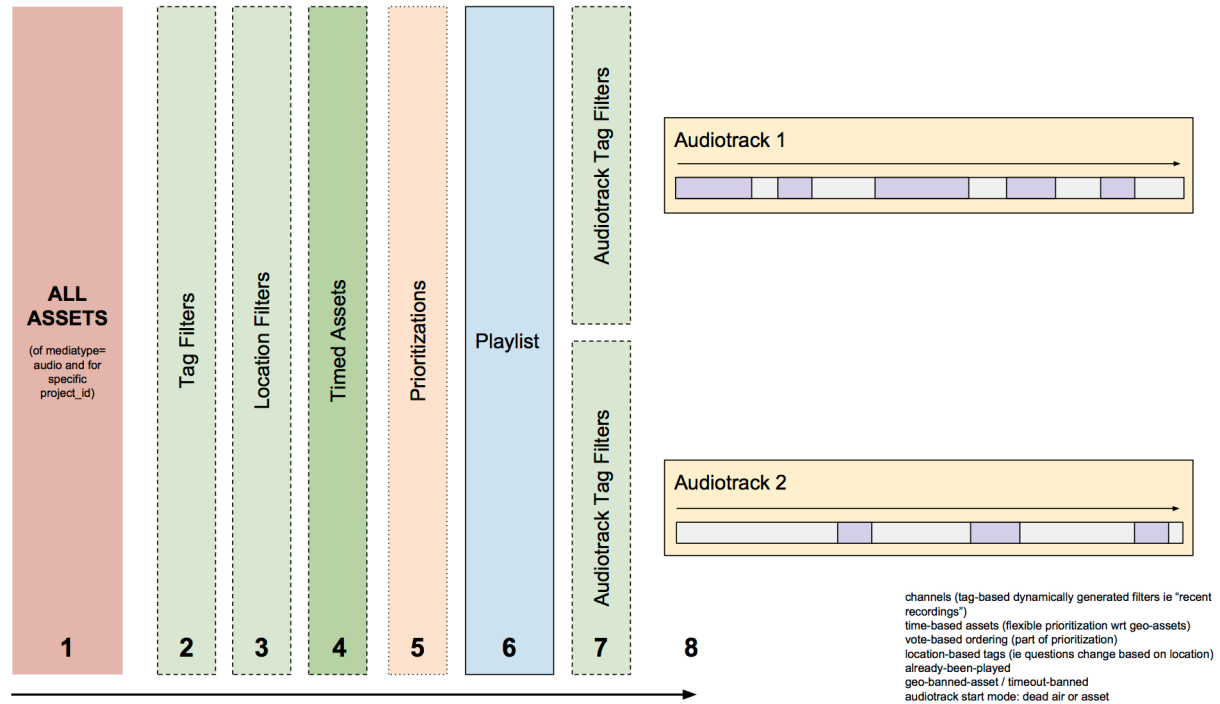 ALL
ASSETS
(of mediatype=
audio and for
specific
project_id)
Tag Filters
Location Filters
Timed Assets
Prioritizations
Playlist
Audiotrack Tag Filters
Audiotrack Tag Filters
Audiotrack 1
Audiotrack 2
1
2
3
4
5
6
7
8
channels (tag-based dynamically generated filters ie “recent
recordings”)
time-based assets (flexible prioritization wrt geo-assets)
vote-based ordering (part of prioritization)
location-based tags (ie questions change based on location)
already-been-played
geo-banned-asset / timeout-banned
audiotrack start mode: dead air or asset